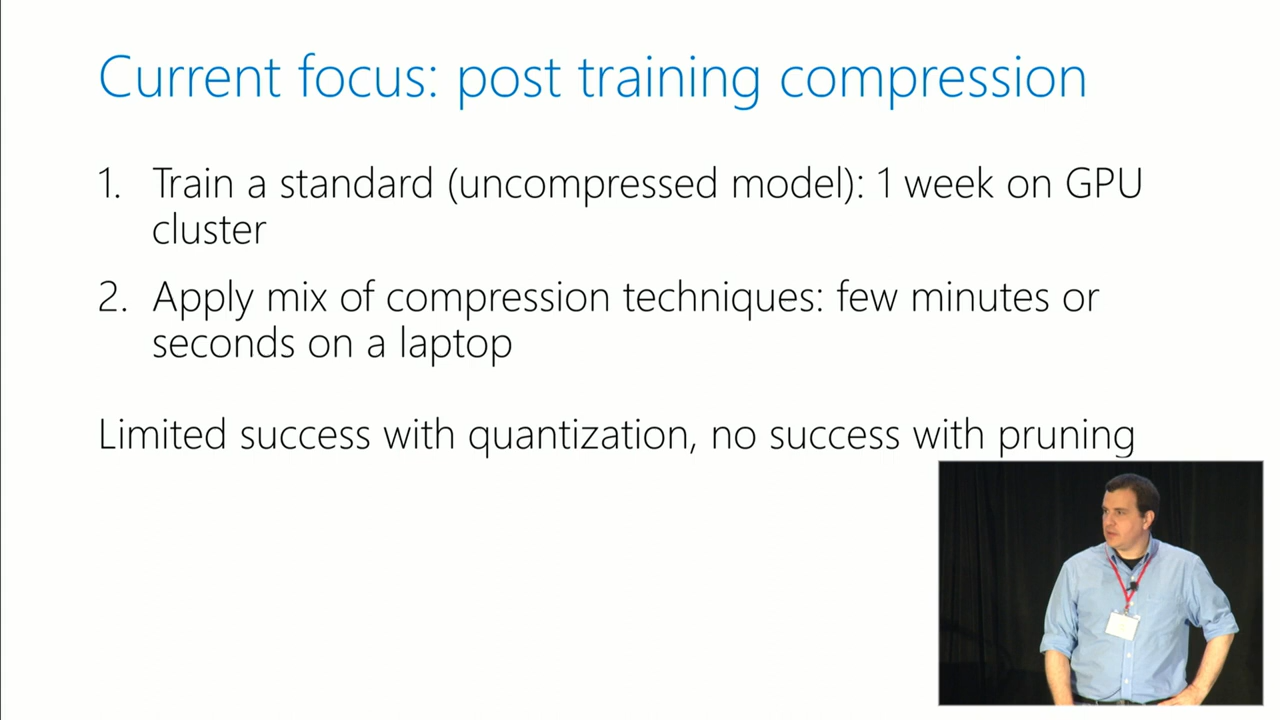 Current focus: post training compression
1. Train a standard (uncompressed model): 1 week on GPU
cluster
2. Apply mix of compression techniques: few minutes or
seconds on a laptop
Limited success with quantization, no success with pruning